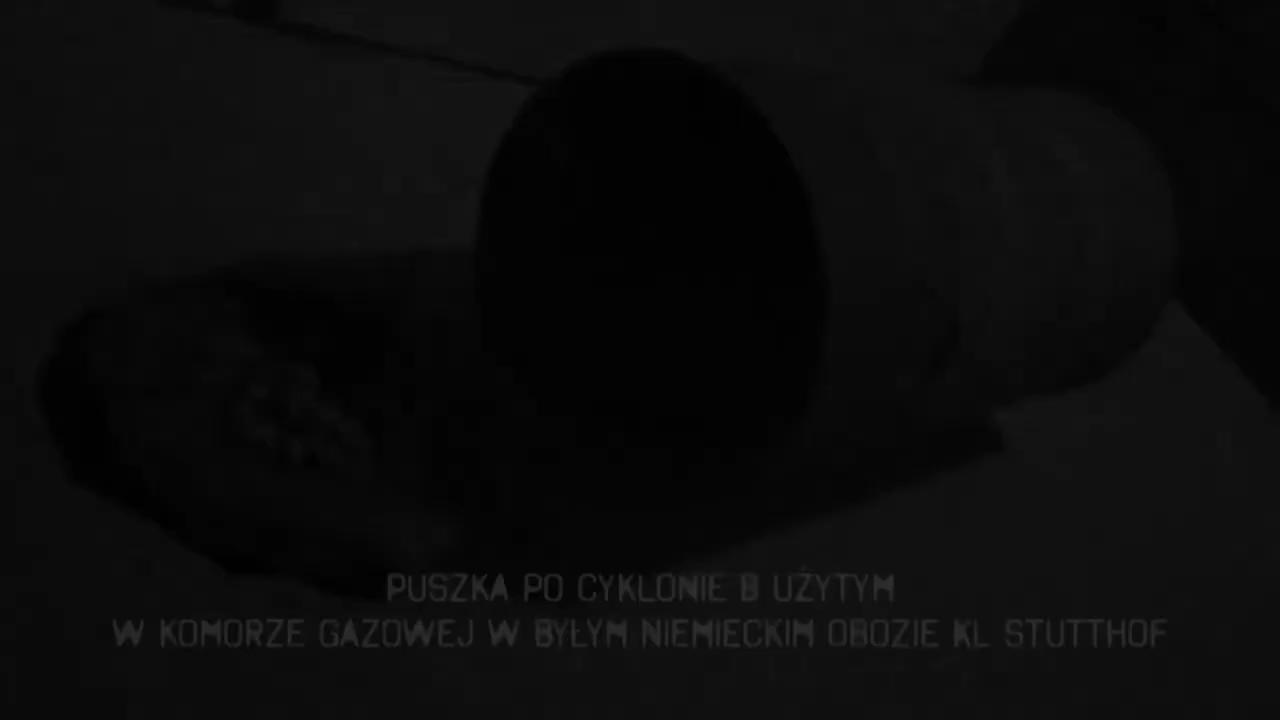 PUSZKA PO CYKLONIE B UŻYTYM
W KOMORZE GAZOWEJ W BYŁYM NIEMIECKIM OBOZIE KL STUTTHOF